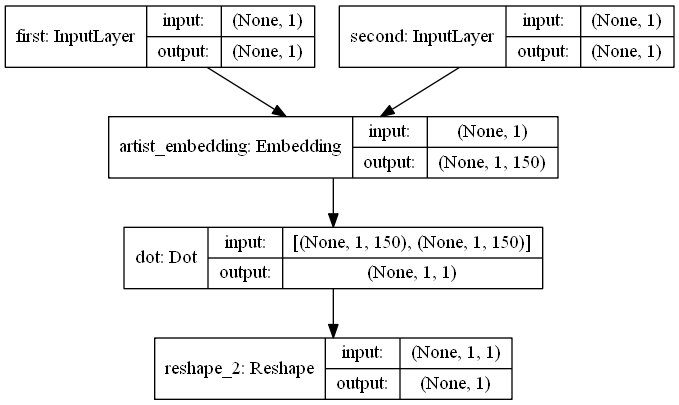 first: InputLayer
input: (None, 1)
output: (None, 1)
second: InputLayer
input: (None, 1)
output: (None, 1)
artist_embedding: Embedding
input: (None, 1)
output: (None, 1, 150)
dot: Dot
input: [(None, 1, 150), (None, 1, 150)]
output: (None, 1, 1)
reshape_2: Reshape
input: (None, 1, 1)
output: (None, 1)